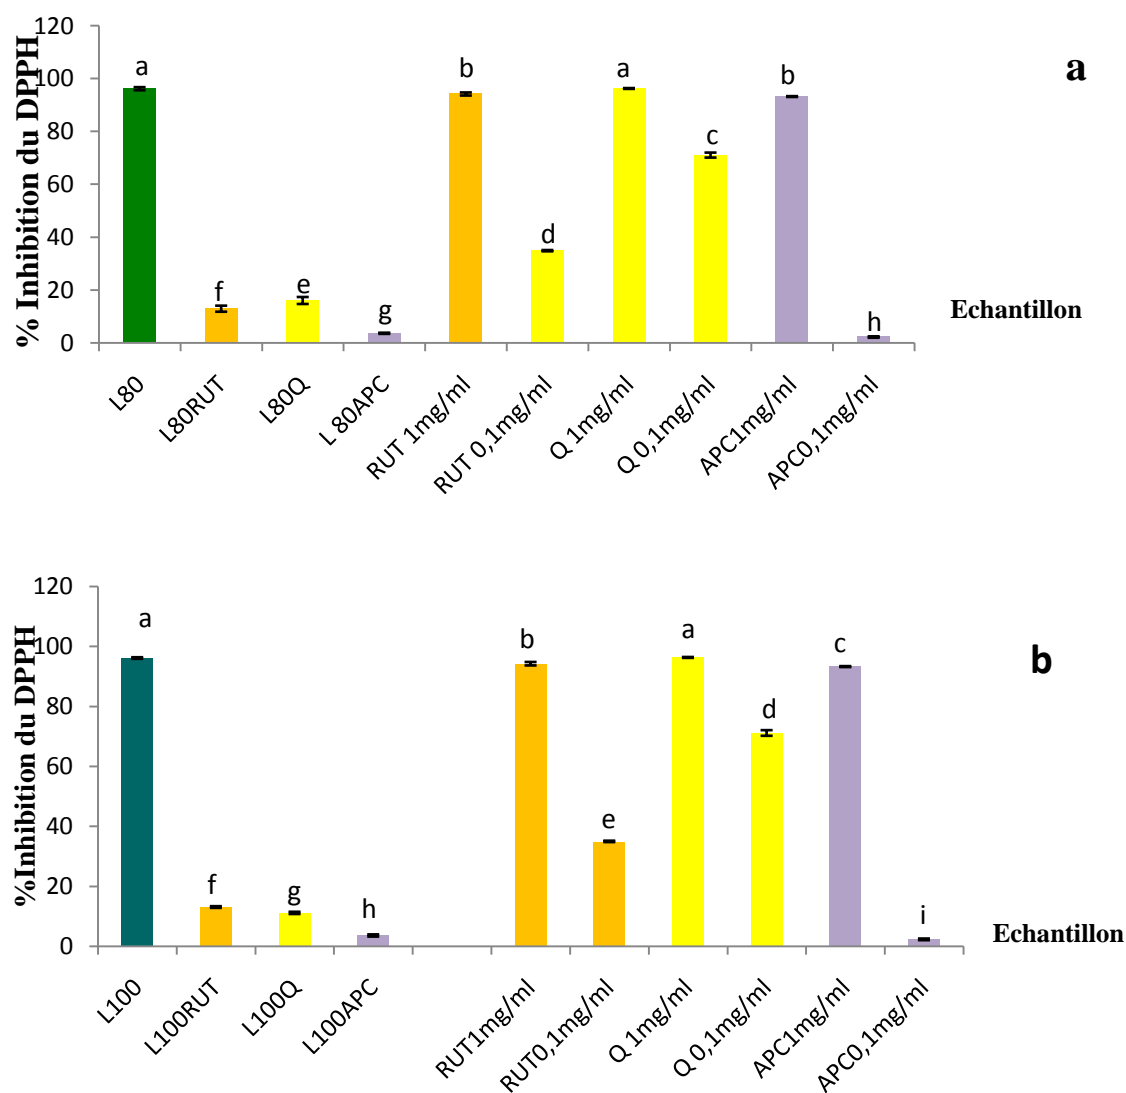 120
100
80
60
40
20
0
% Inhibition du DPPH
a b a b
c
d
f e g h
a
Echantillon
L80
L80RUT
L80Q
L 80APC
RUT 1mg/ml
RUT 0,1mg/ml
Q 1mg/ml
Q 0,1mg/ml
APC1mg/ml
APC0,1mg/ml
120
100
80
60
40
20
0
%Inhibition du DPPH
a b a c
d
e
f g h i
b
Echantillon
L100
L100RUT
L100Q
L100APC
RUT1mg/ml
RUT0,1mg/ml
Q 1mg/ml
Q 0,1mg/ml
APC1mg/ml
APC0,1mg/ml